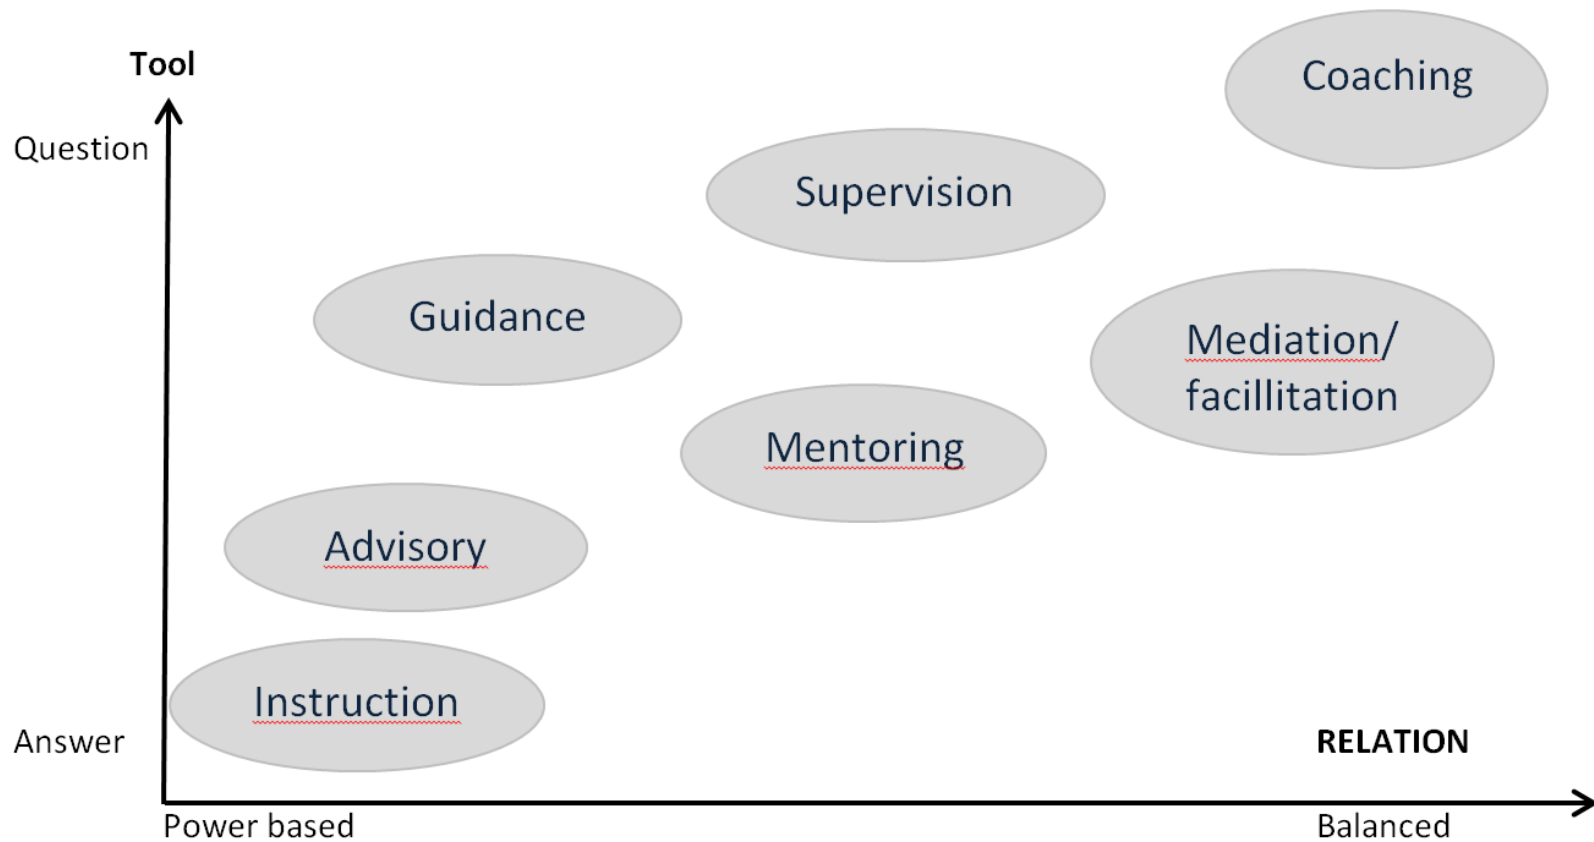 Tool
Coaching
Question
Supervision
Guidance
Mediation/
facillitation
Mentoring
Advisory
Instruction
Answer
RELATION
Power based
Balanced